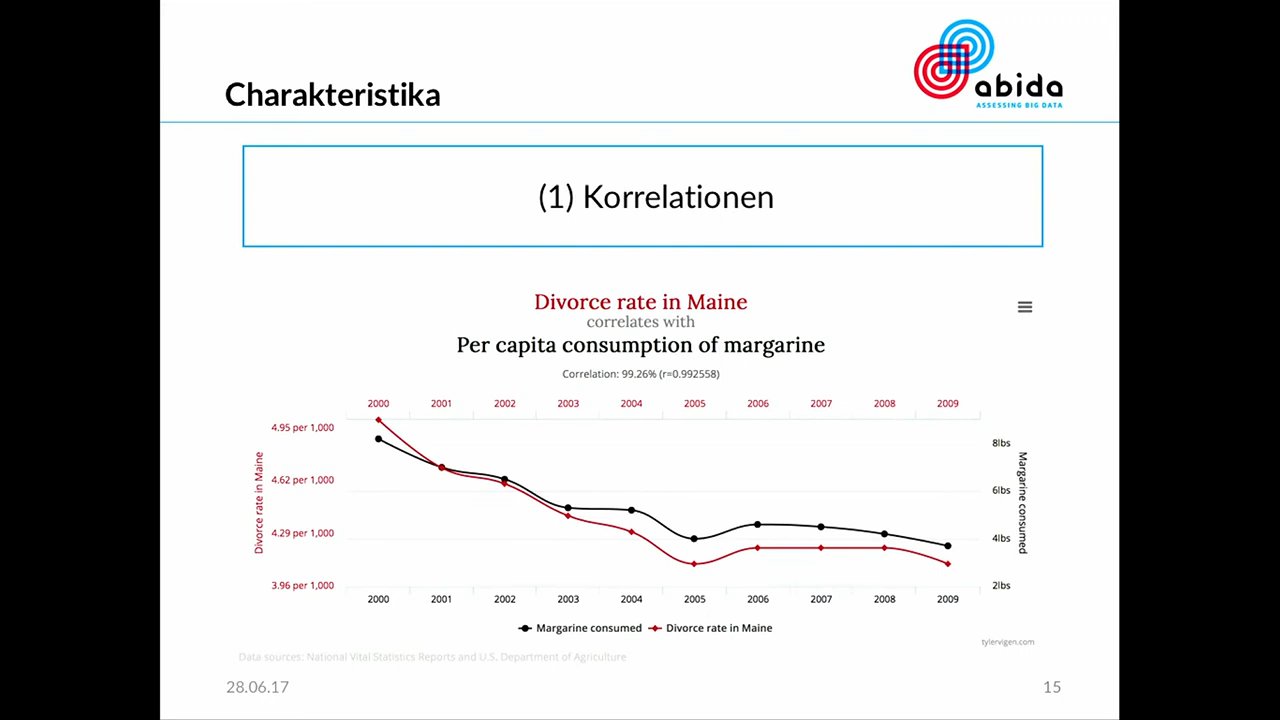 abida
ASSESSING BIG DATA
Charakteristika
(1) Korrelationen
Divorce rate in Maine
correlates with
Per capita consumption of margarine
Correlation: 99.26% (r=0.992558)
2000 2001 2002 2003 2004 2005 2006 2007 2008 2009
4.95 per 1,000
4.62 per 1,000
4.29 per 1,000
3.96 per 1,000
Divorce rate in Maine
8lbs
6lbs
4lbs
2lbs
Margarine consumed
2000 2001 2002 2003 2004 2005 2006 2007 2008 2009
Margarine consumed Divorce rate in Maine
tylervigen.com
Data sources: National Vital Statistics Reports and U.S. Department of Agriculture
28.06.17
15